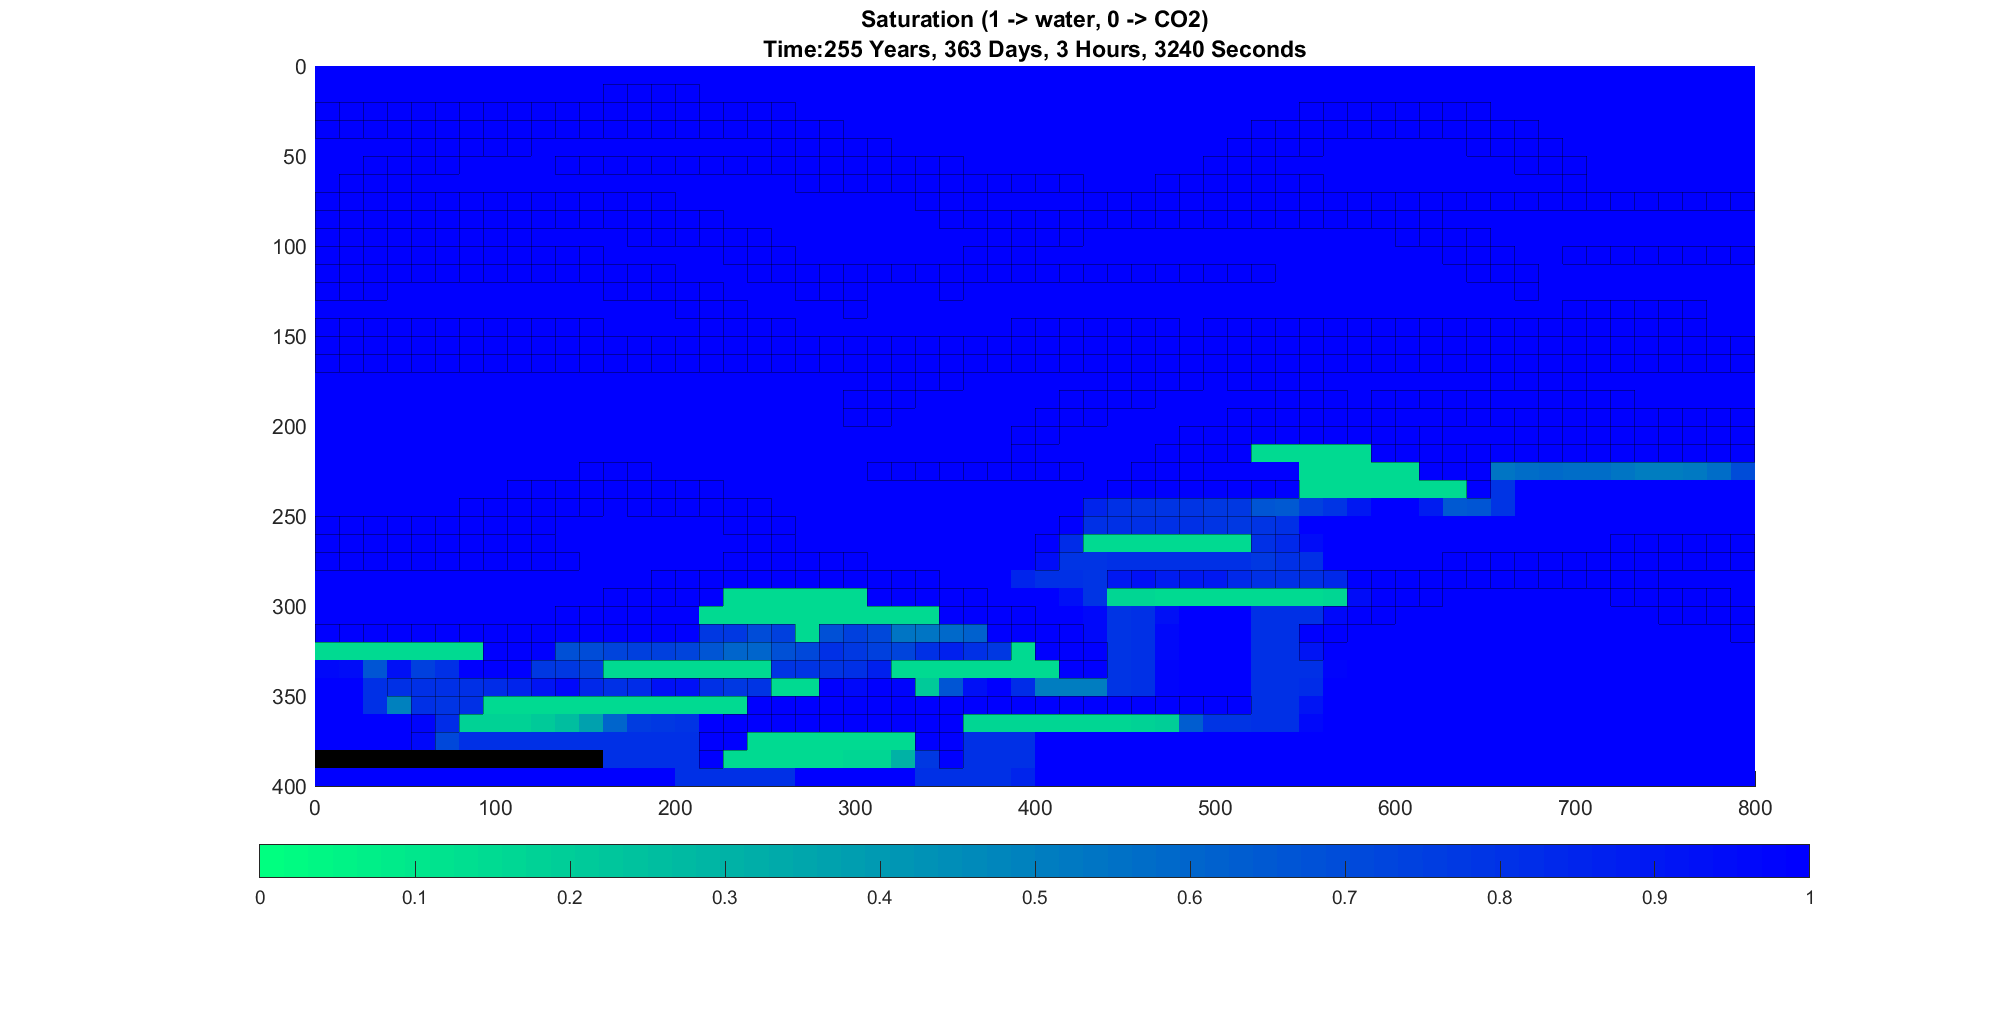 Saturation (1 -> water, 0 -> CO2)
Time:255 Years, 363 Days, 3 Hours, 3240 Seconds
0
50
100
150
200
250
300
350
400
0 100 200 300 400 500 600 700 800
0 0.1 0.2 0.3 0.4 0.5 0.6 0.7 0.8 0.9 1